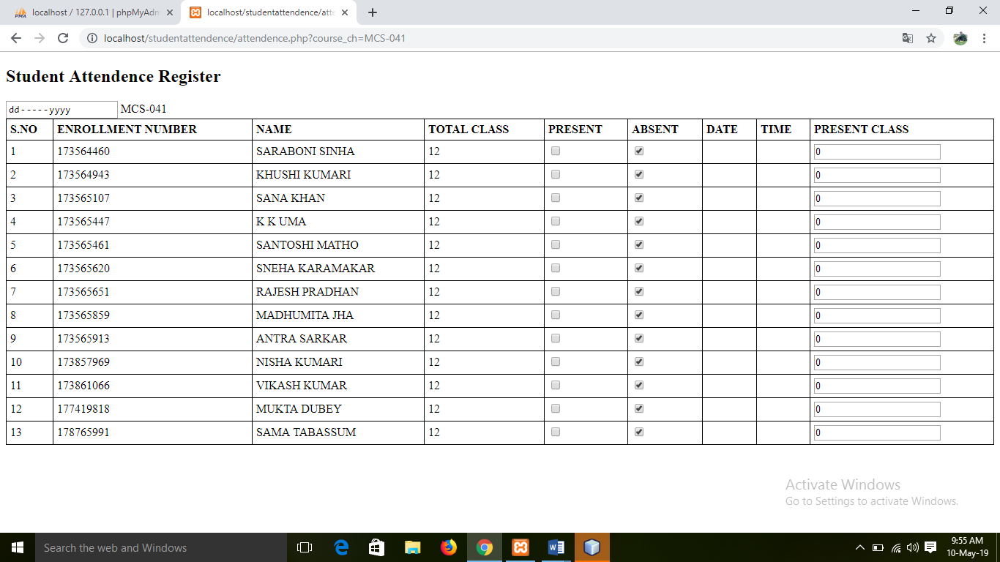 localhost / 127.0.0.1 | phpMyAdm
localhost/studentattendence/atte
localhost/studentattendence/attendence.php?course_ch=MCS-041
Student Attendence Register
dd-----yyyy MCS-041
S.NO ENROLLMENT NUMBER NAME TOTAL CLASS PRESENT ABSENT DATE TIME PRESENT CLASS
1 173564460 SARABONI SINHA 12 0
2 173564943 KHUSHI KUMARI 12 0
3 173565107 SANA KHAN 12 0
4 173565447 K K UMA 12 0
5 173565461 SANTOSHI MATHO 12 0
6 173565620 SNEHA KARAMAKAR 12 0
7 173565651 RAJESH PRADHAN 12 0
8 173565859 MADHUMITA JHA 12 0
9 173565913 ANTRA SARKAR 12 0
10 173857969 NISHA KUMARI 12 0
11 173861066 VIKASH KUMAR 12 0
12 177419818 MUKTA DUBEY 12 0
13 178765991 SAMA TABASSUM 12 0
Activate Windows
Go to Settings to activate Windows.
Search the web and Windows
9:55 AM
10-May-19